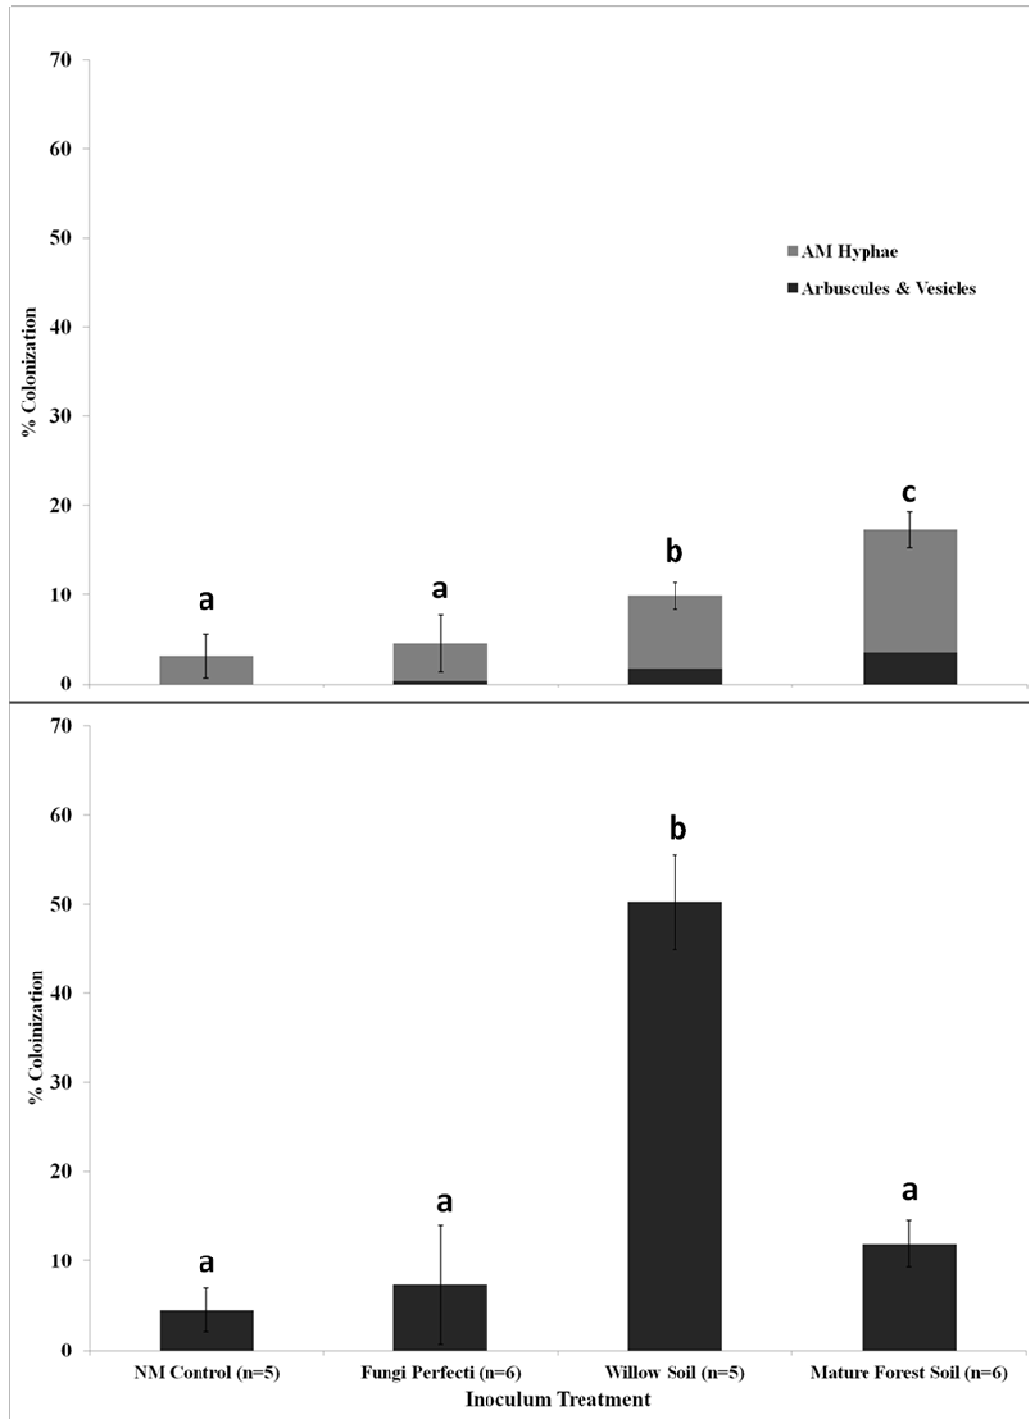 70
60
50
40
30
20
10
0
% Colonization
AM Hyphae
Arbuscules & Vesicles
a
a
b
c
70
60
50
40
30
20
10
0
% Coloinization
a
a
b
a
NM Control (n=5)
Fungi Perfecti (n=6)
Willow Soil (n=5)
Mature Forest Soil (n=6)
Inoculum Treatment